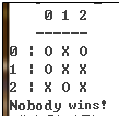 0 1 2
------
0 : O X O
1 : O X X
2 : X O X
Nobody wins!